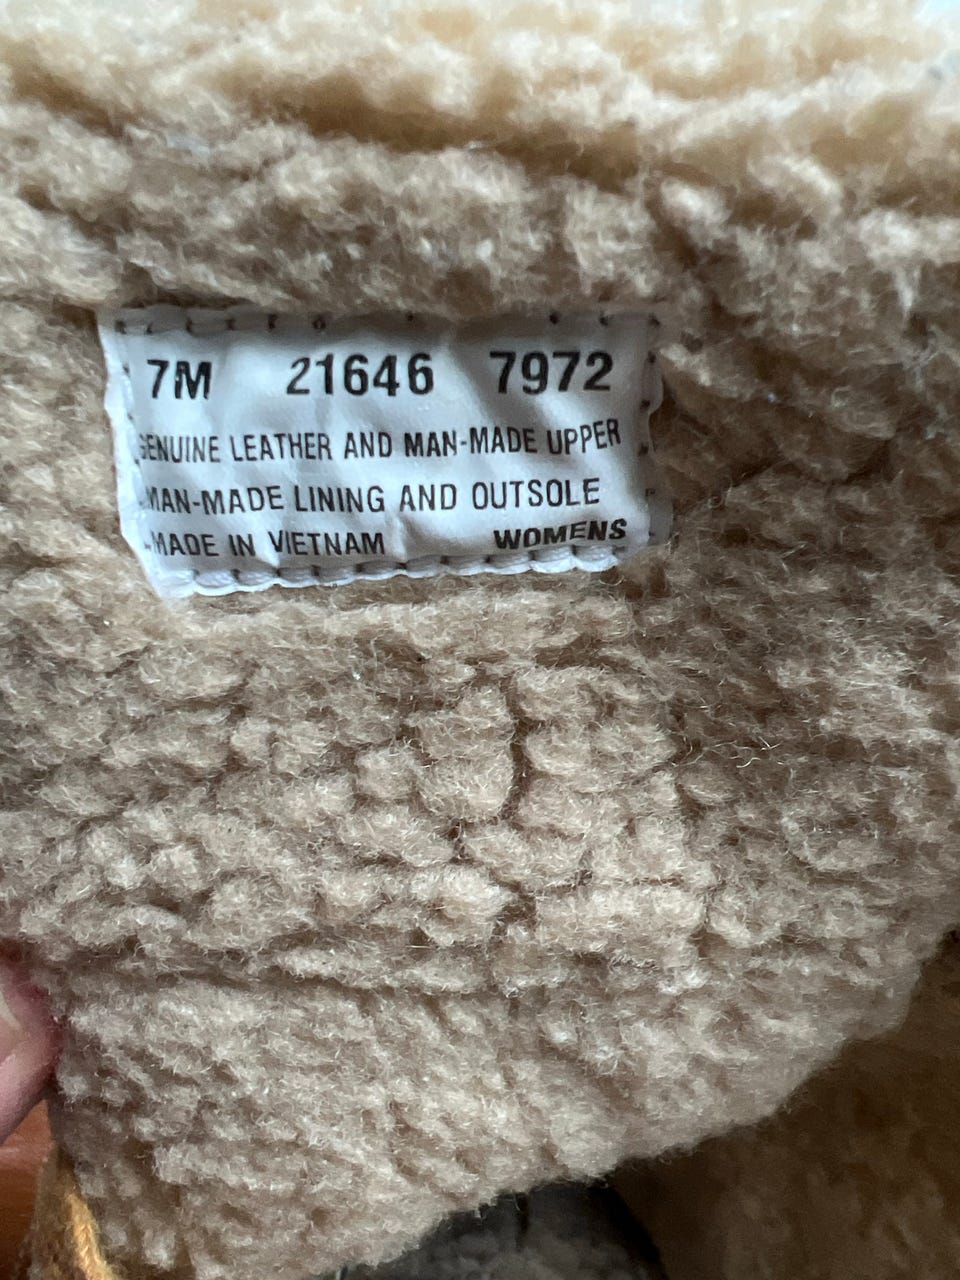 7M 21646 7972
GENUINE LEATHER AND MAN-MADE UPPER
-MAN-MADE LINING AND OUTSOLE
-MADE IN VIETNAM WOMENS